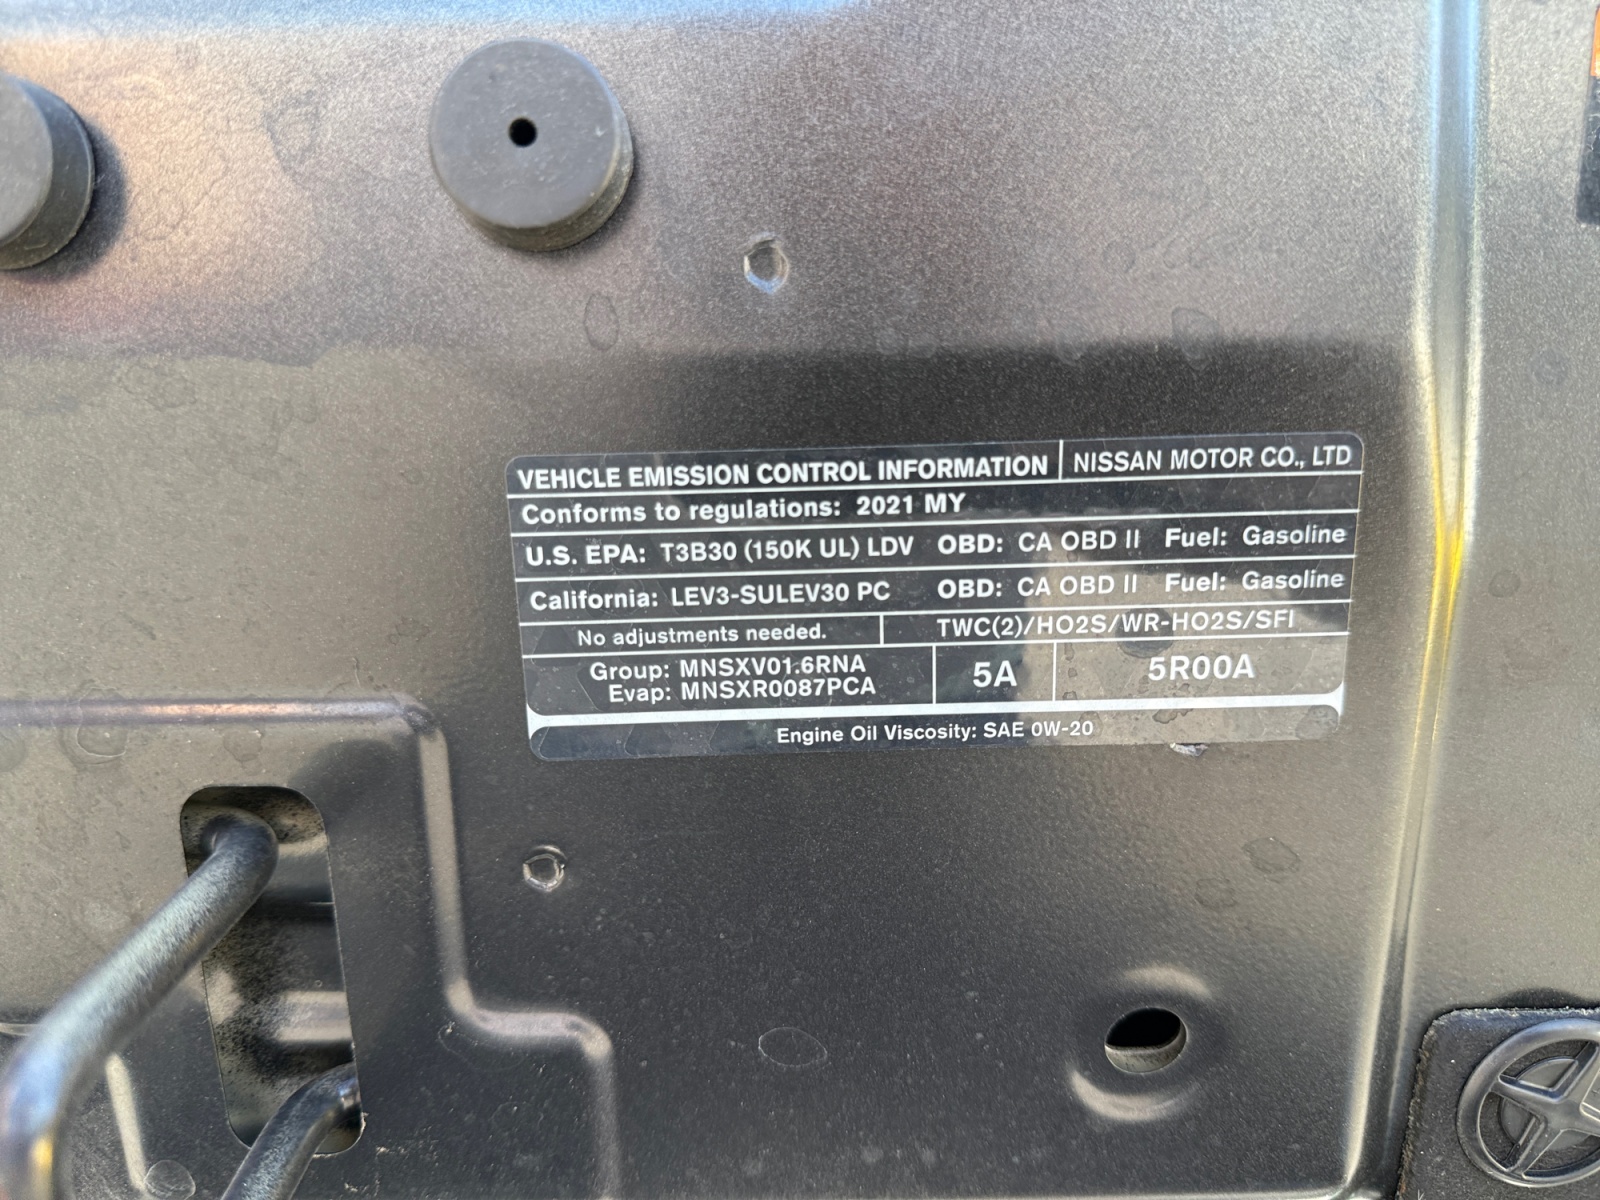 VEHICLE EMISSION CONTROL INFORMATION NISSAN MOTOR CO., LTD
Conforms to regulations: 2021 MY
U.S. EPA: T3B30 (150K UL) LDV OBD: CA OBD II Fuel: Gasoline
California: LEV3-SULEV30 PC OBD: CA OBD II Fuel: Gasoline
No adjustments needed. TWC(2)/HO2S/WR-HO2S/SFI
Group: MNSXV01.6RNA
Evap: MNSXR0087PCA
5A
5R00A
Engine Oil Viscosity: SAE 0W-20